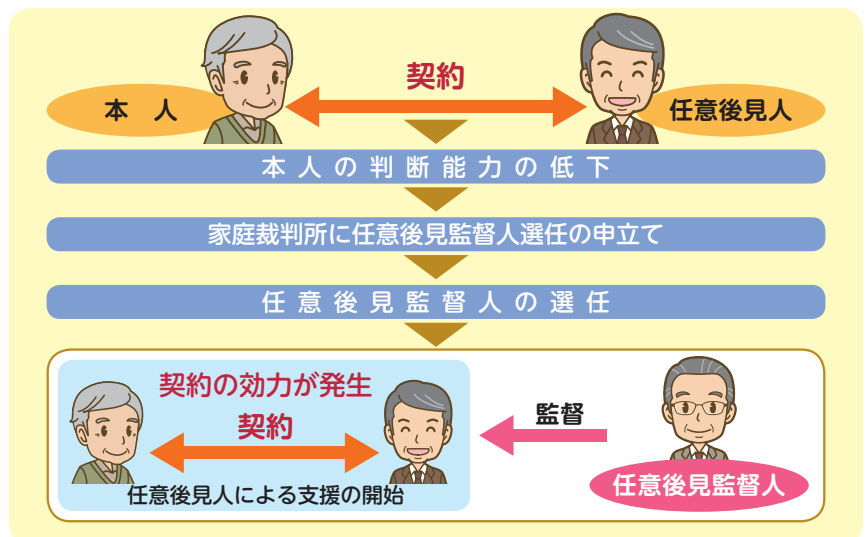 契約
本　人
任意後見人
本人の判断能力の低下
家庭裁判所に任意後見監督人選任の申立て
任意後見監督人の選任
契約の効力が発生
契約
任意後見人による支援の開始
監督
任意後見監督人